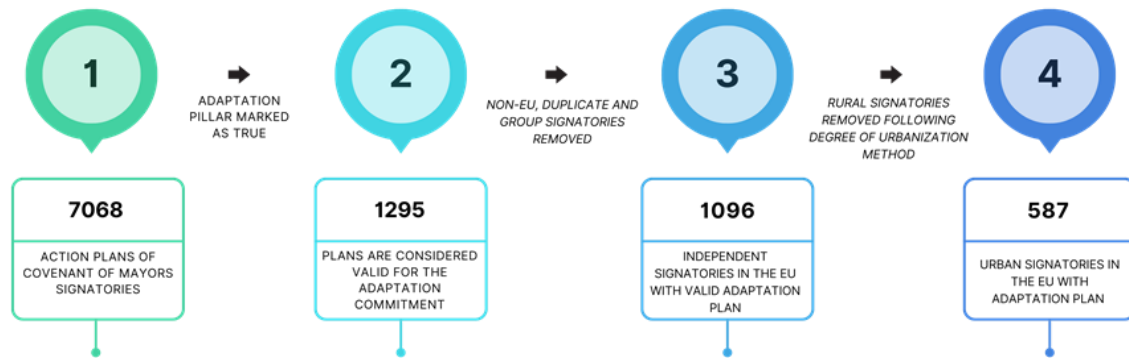 1
ADAPTATION
PILLAR MARKED
AS TRUE
2
NON-EU, DUPLICATE AND
GROUP SIGNATORIES
REMOVED
3
RURAL SIGNATORIES
REMOVED FOLLOWING
DEGREE OF URBANIZATION
METHOD
4
7068
ACTION PLANS OF
COVENANT OF MAYORS
SIGNATORIES
1295
PLANS ARE CONSIDERED
VALID FOR THE
ADAPTATION
COMMITMENT
1096
INDEPENDENT
SIGNATORIES IN THE EU
WITH VALID ADAPTATION
PLAN
587
URBAN SIGNATORIES IN
THE EU WITH
ADAPTATION PLAN